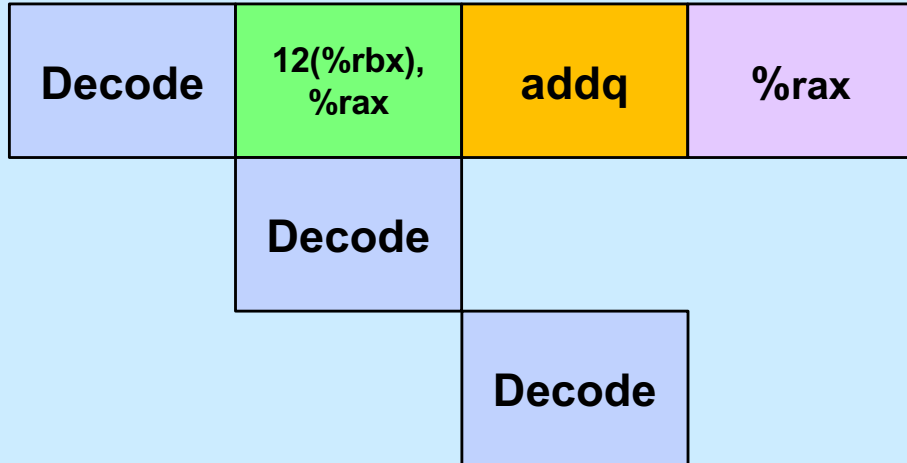 Decode
12(%rbx),
%rax
addq
%rax
Decode
Decode